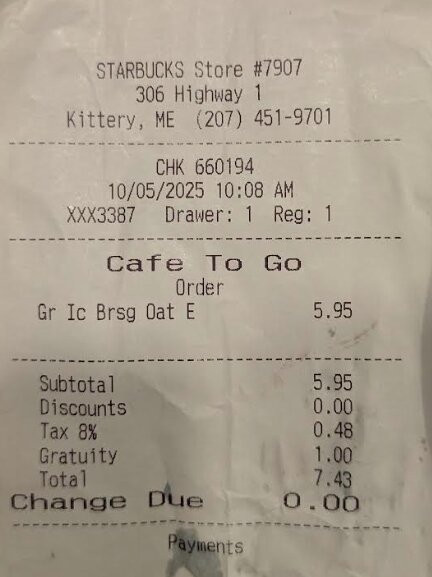 STARBUCKS Store #7907
306 Highway 1
Kittery, ME (207) 451-9701
CHK 660194
10/05/2025 10:08 AM
XXX3387 Drawer: 1 Reg: 1
Cafe To Go
Order
Gr Ic Brsg Oat E 5.95
Subtotal 5.95
Discounts 0.00
Tax 8% 0.48
Gratuity 1.00
Total 7.43
Change Due 0.00
Payments